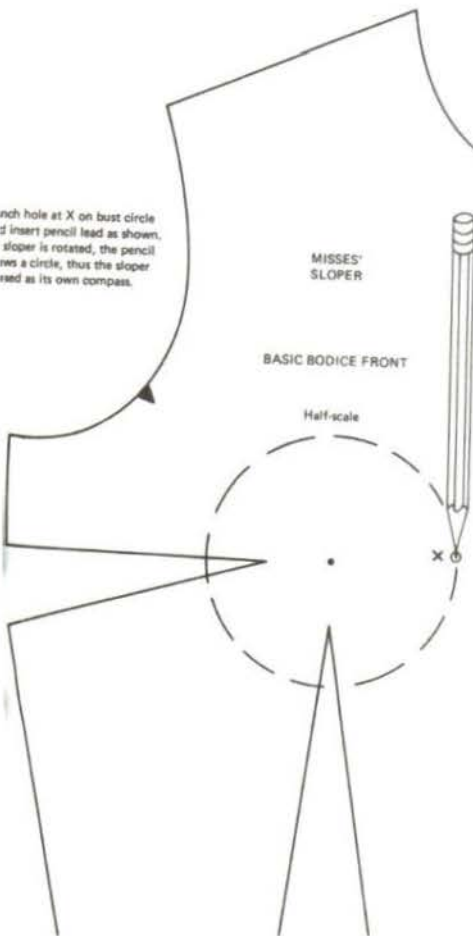 nch hole at X on bust circle
insert pencil lead as shown.
sloper is rotated, the pencil
ws a circle, thus the sloper
sed as its own compass.
MISSES'
SLOPER
BASIC BODICE FRONT
Half-scale
X